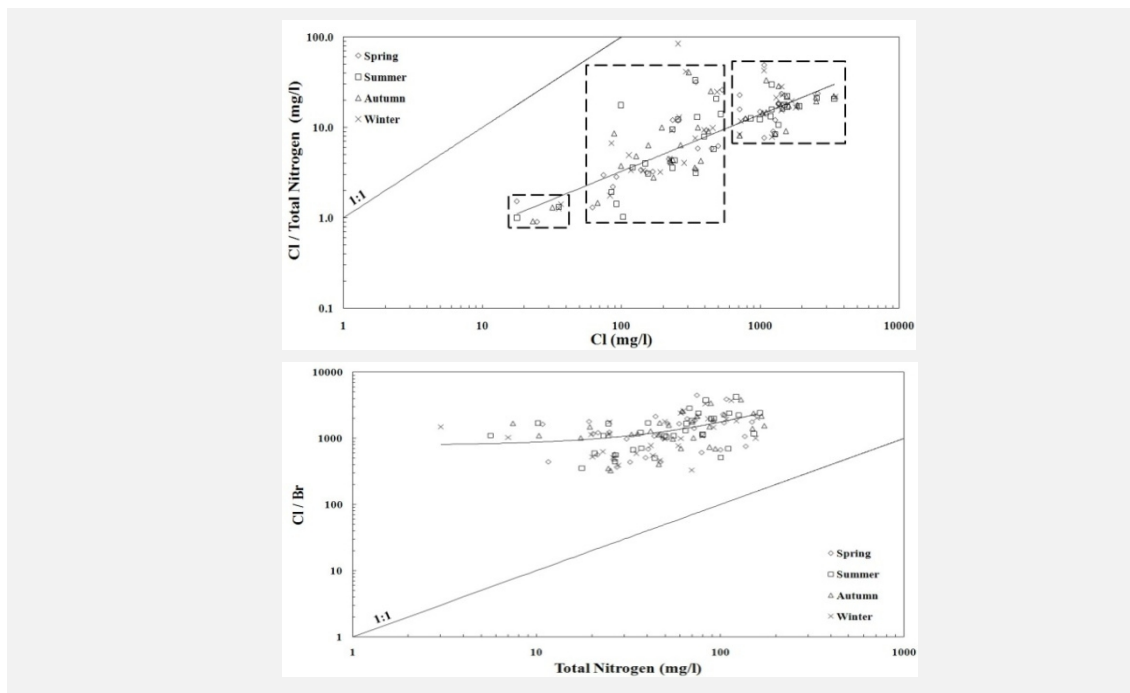 Cl / Total Nitrogen (mg/l)
100.0
10.0
1.0
0.1
Spring
Summer
Autumn
Winter
1:1
1 10 100 1000 10000
Cl (mg/l)
Cl / Br
10000
1000
100
10
1
1:1
Spring
Summer
Autumn
Winter
1 10 100 1000
Total Nitrogen (mg/l)